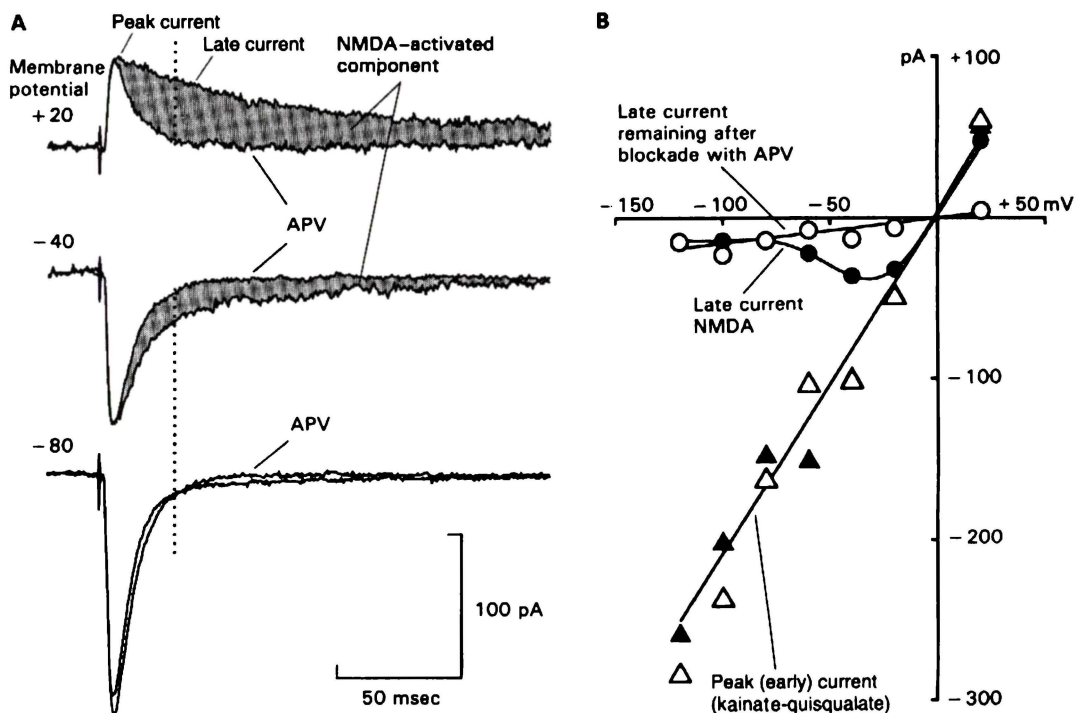 A
Peak current
Late current
Membrane
potential
NMDA-activated
component
+20
APV
-40
APV
-80
100 pA
50 msec
B
pA
+100
Late current
remaining after
blockade with APV
-150
-100
-50
+50 mV
Late current
NMDA
-100
-200
Peak (early) current
(kainate-quisqualate)
-300